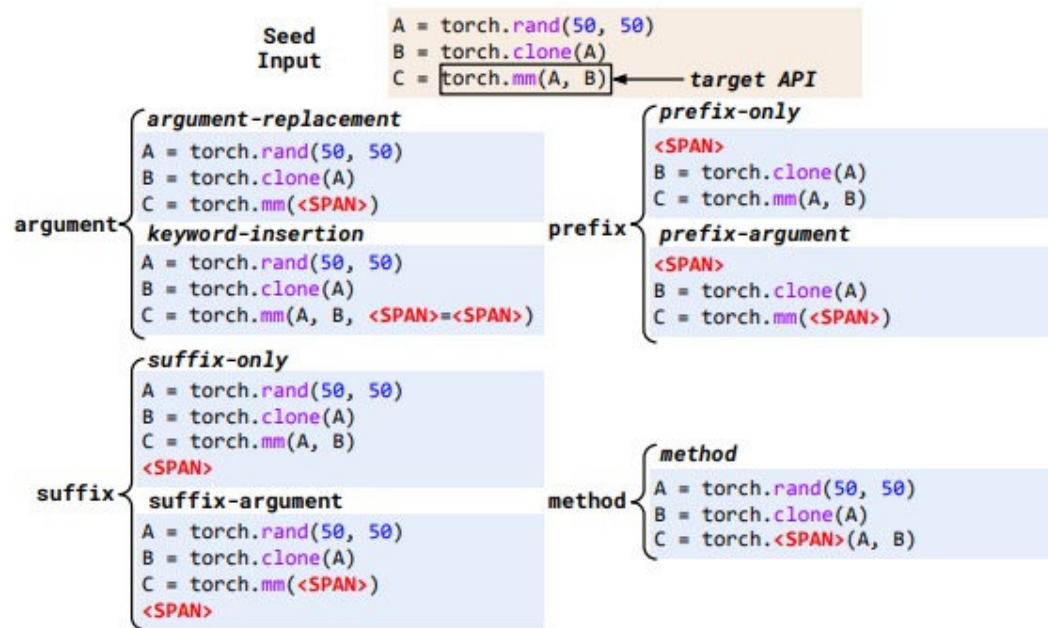 Seed
Input
A = torch.rand(50, 50)
B = torch.clone(A)
C = torch.mm(A, B)
target API
argument
argument-replacement
A = torch.rand(50, 50)
B = torch.clone(A)
C = torch.mm(<SPAN>)
keyword-insertion
A = torch.rand(50, 50)
B = torch.clone(A)
C = torch.mm(A, B, <SPAN>=<SPAN>)
prefix
prefix-only
<SPAN>
B = torch.clone(A)
C = torch.mm(A, B)
prefix-argument
<SPAN>
B = torch.clone(A)
C = torch.mm(<SPAN>)
suffix
suffix-only
A = torch.rand(50, 50)
B = torch.clone(A)
C = torch.mm(A, B)
<SPAN>
suffix-argument
A = torch.rand(50, 50)
B = torch.clone(A)
C = torch.mm(<SPAN>)
<SPAN>
method
method
A = torch.rand(50, 50)
B = torch.clone(A)
C = torch.<SPAN>(A, B)